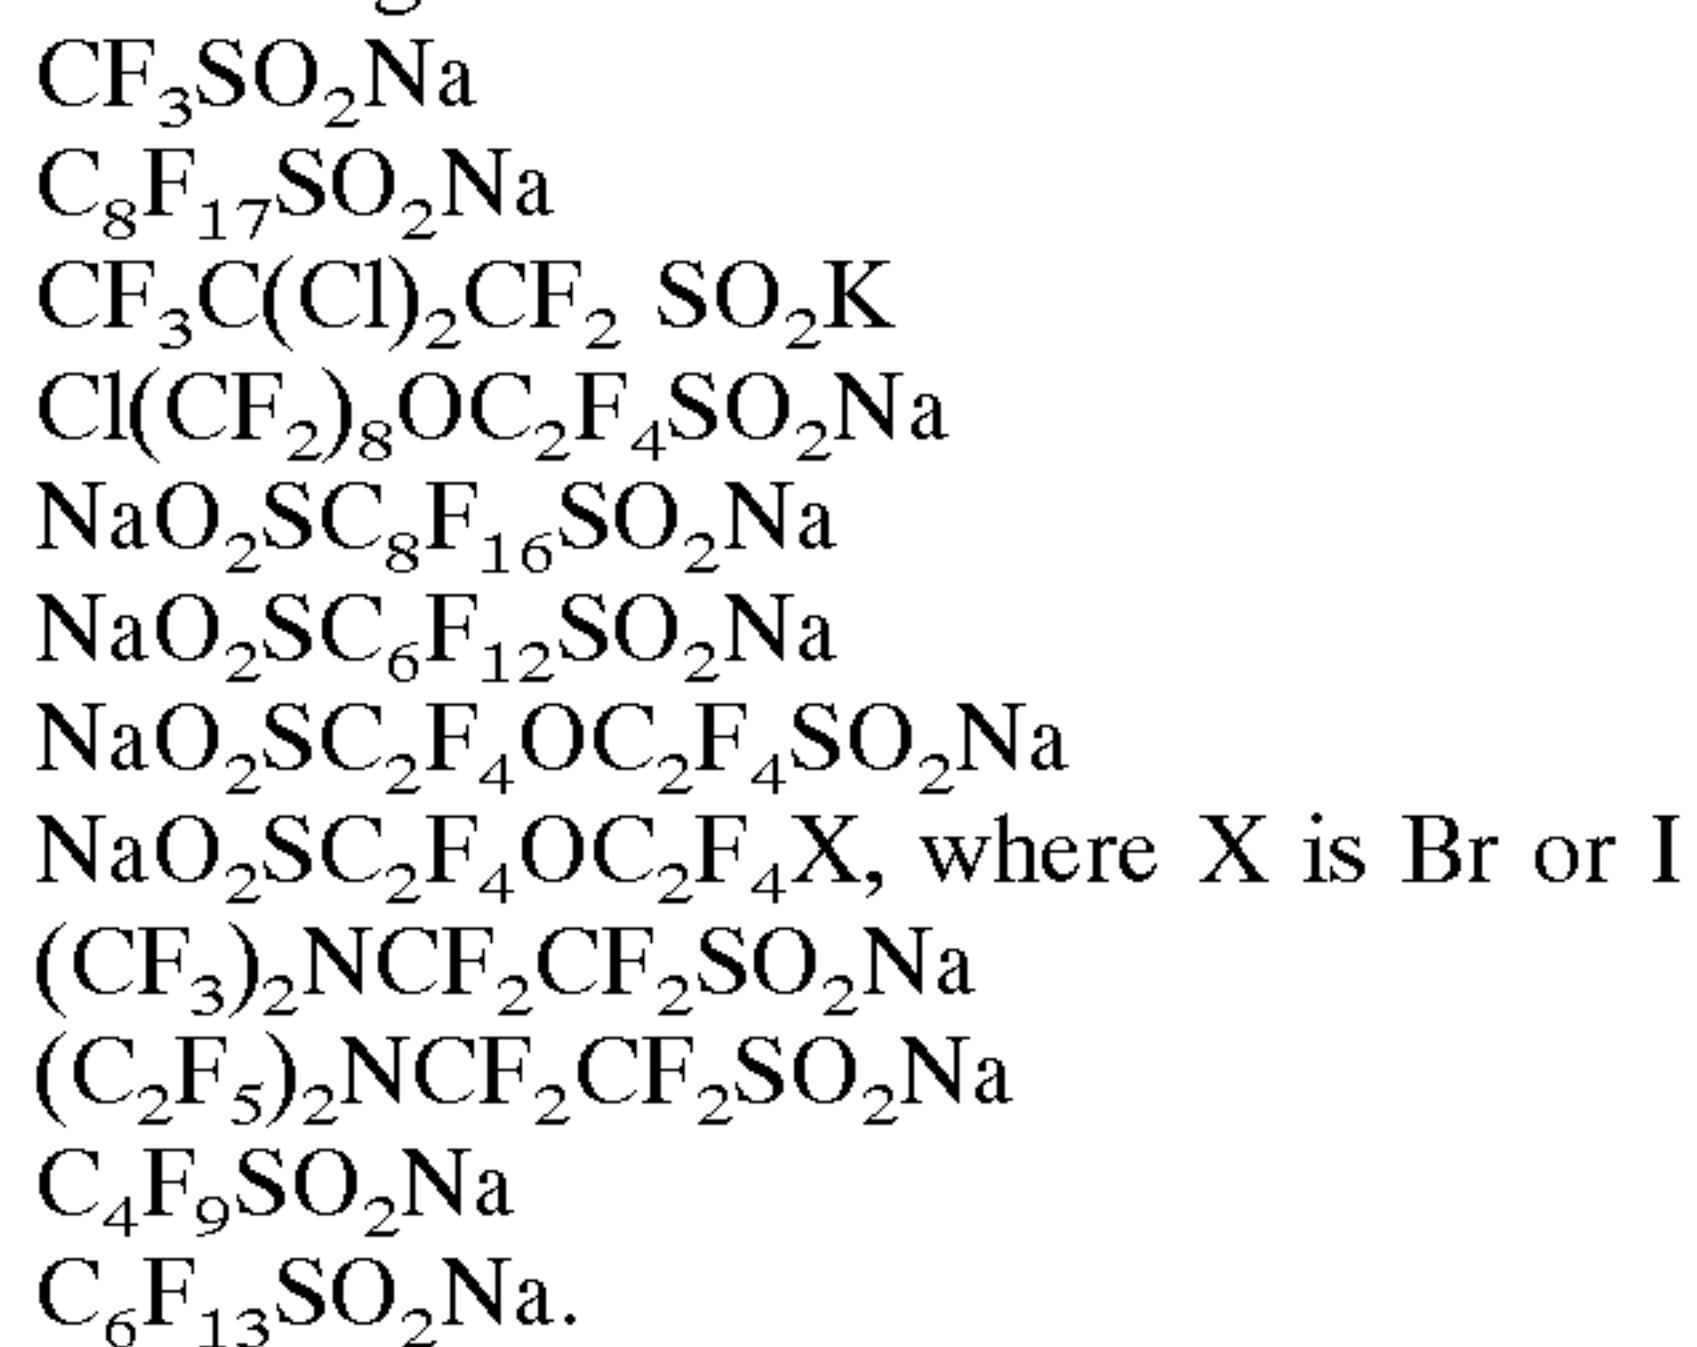 CF₃SO₂Na
C₈F₁₇SO₂Na
CF₃C(Cl)₂CF₂ SO₂K
Cl(CF₂)₈OC₂F₄SO₂Na
NaO₂SC₈F₁₆SO₂Na
NaO₂SC₆F₁₂SO₂Na
NaO₂SC₂F₄OC₂F₄SO₂Na
NaO₂SC₂F₄OC₂F₄X, where X is Br or I
(CF₃)₂NCF₂CF₂SO₂Na
(C₂F₅)₂NCF₂CF₂SO₂Na
C₄F₉SO₂Na
C₆F₁₃SO₂Na.